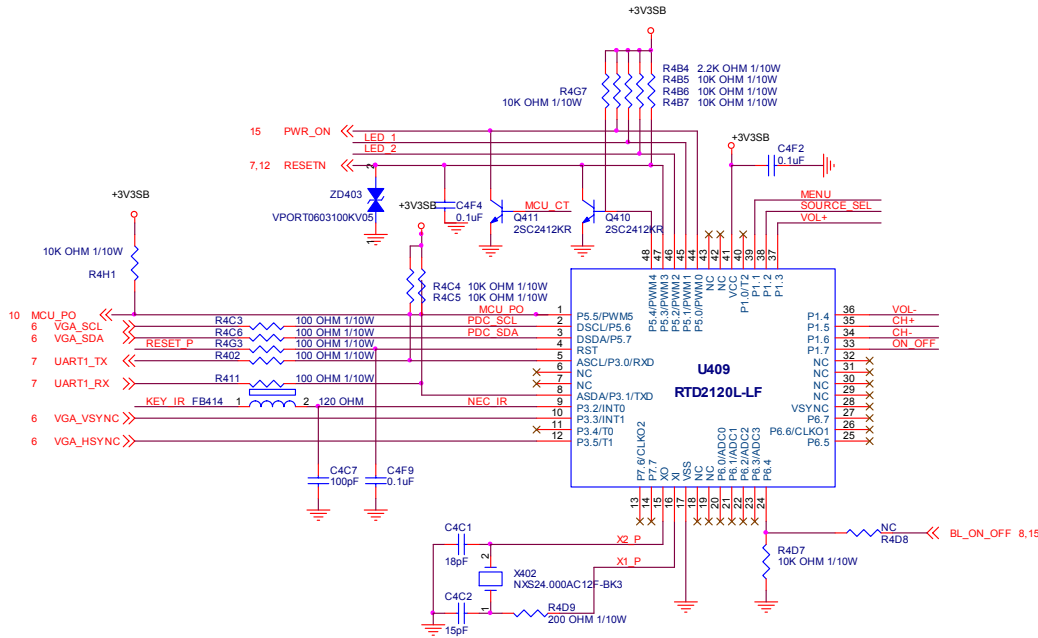 +3V3SB
R4B4 2.2K OHM 1/10W
R4B5 10K OHM 1/10W
R4B6 10K OHM 1/10W
R4B7 10K OHM 1/10W
R4G7
10K OHM 1/10W
15 PWR_ON
LED_1
LED_2
7,12 RESETN
+3V3SB
C4F2
0.1uF
2
ZD403
VPORT0603100KV05
1
+3V3SB
C4F4
0.1uF
MCU_CT
Q411
2SC2412KR
Q410
2SC2412KR
MENU
SOURCE_SEL
VOL+
+3V3SB
10K OHM 1/10W
R4H1
R4C4 10K OHM 1/10W
R4C5 10K OHM 1/10W
48 47 46 45 44 43 42 41 40 39 38 37
P5.4/PWM4
P5.3/PWM3
P5.2/PWM2
P5.1/PWM1
P5.0/PWM0
NC
NC
VCC
P1.0/T2
P1.1
P1.2
P1.3
10 MCU_PO
MCU_PO 1 P5.5/PWM5
6 VGA_SCL R4C3 100 OHM 1/10W PDC_SCL 2 DSCL/P5.6
6 VGA_SDA R4C6 100 OHM 1/10W PDC_SDA 3 DSDA/P5.7
RESET_P R4G3 100 OHM 1/10W 4 RST
7 UART1_TX R402 100 OHM 1/10W 5 ASCL/P3.0/RXD
6 NC
7 NC
7 UART1_RX R411 100 OHM 1/10W 8 ASDA/P3.1/TXD
KEY_IR FB414 1 2 120 OHM NEC_IR 9 P3.2/INT0
6 VGA_VSYNC 10 P3.3/INT1
11 P3.4/T0
6 VGA_HSYNC 12 P3.5/T1
U409
RTD2120L-LF
P1.4 36 VOL-
P1.5 35 CH+
P1.6 34 CH-
P1.7 33 ON_OFF
NC 32
NC 31
NC 30
NC 29
VSYNC 28
P6.7 27
P6.6/CLKO1 26
P6.5 25
P7.6/CLKO2
P7.7
XO
XI
VSS
NC
NC
P6.0/ADC0
P6.1/ADC1
P6.2/ADC2
P6.3/ADC3
P6.4
13 14 15 16 17 18 19 20 21 22 23 24
C4C7
100pF
C4F9
0.1uF
NC
R4D8
BL_ON_OFF 8,15
R4D7
10K OHM 1/10W
C4C1
18pF
X2_P
2
X402
NXS24.000AC12F-BK3
X1_P
1
C4C2
15pF
R4D9
200 OHM 1/10W